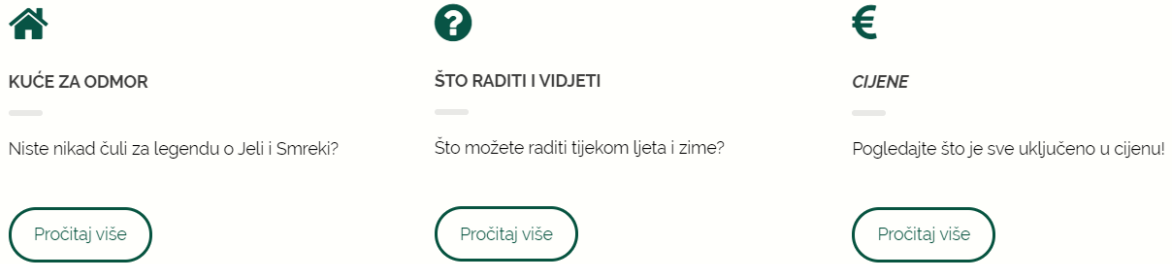 KUĆE ZA ODMOR
Niste nikad čuli za legendu o Jeli i Smreki?
Pročitaj više
ŠTO RADITI I VIDJETI
Što možete raditi tijekom ljeta i zime?
Pročitaj više
CIJENE
Pogledajte što je sve uključeno u cijenu!
Pročitaj više